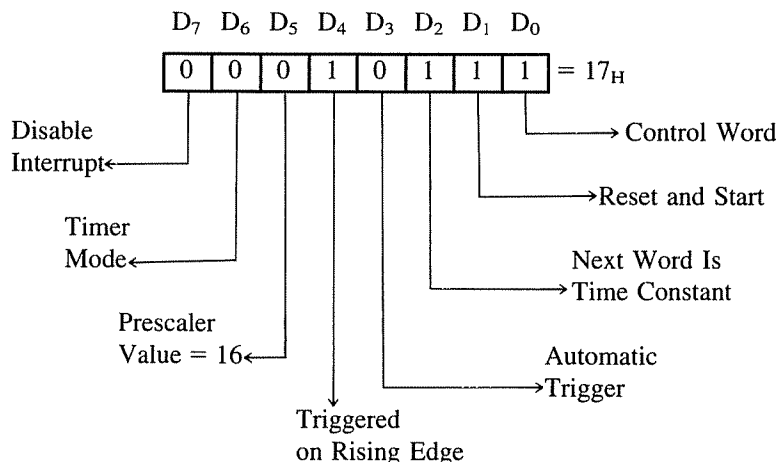 D7 D6 D5 D4 D3 D2 D1 D0
0 0 0 1 0 1 1 1 = 17H
Disable
Interrupt
Control Word
Reset and Start
Timer
Mode
Next Word Is
Time Constant
Prescaler
Value = 16
Automatic
Trigger
Triggered
on Rising Edge